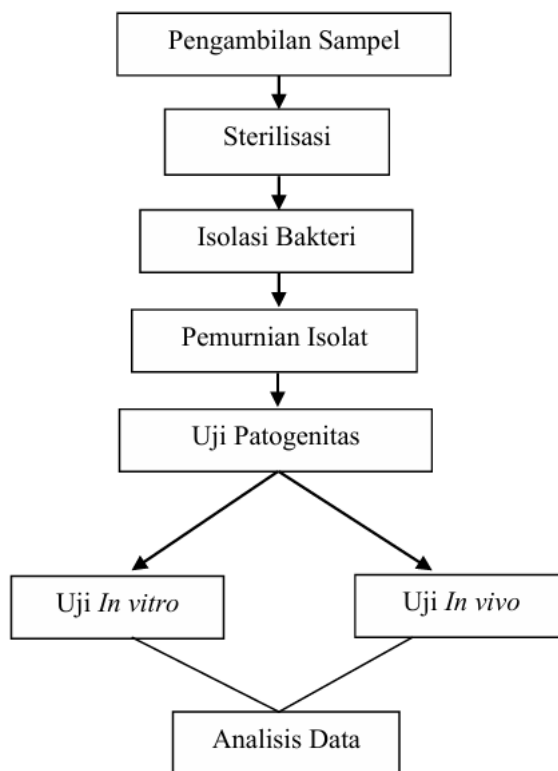 Pengambilan Sampel
Sterilisasi
Isolasi Bakteri
Pemurnian Isolat
Uji Patogenitas
Uji In vitro
Uji In vivo
Analisis Data